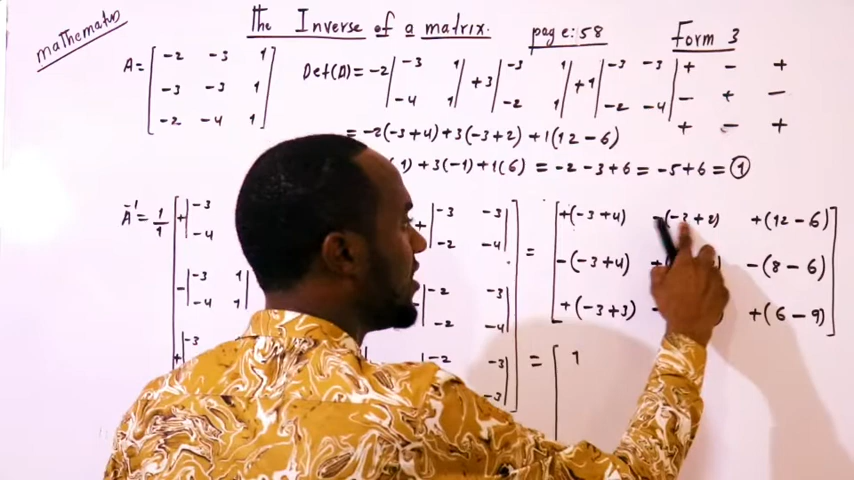 mathematics
The Inverse of a matrix. page: 58 Form 3
A = [ -2 -3 1 Det(A) = -2 | -3 1 | +3 | -3 1 | +1 | -3 -3 | + - +
-3 -3 1 -4 1 -2 1 -2 -4 - + -
-2 -4 1 ] + - +
= -2(-3+4) +3(-3+2) +1(12-6)
1) + 3(-1) + 1(6) = -2 -3 +6 = -5 +6 = 1
A⁻¹ = 1/1 [ + | -3 + | -3 -3 | = [ +(-3+4) -(-3+2) +(12-6)
-4 -2 -4
- | -3 1 | - | -2 -(-3+4) +(8-6)
-4 1 -2 -4
+ | -3 | -2 -3 | +(-3+3) - +(6-9) ]
-3 = [ 1